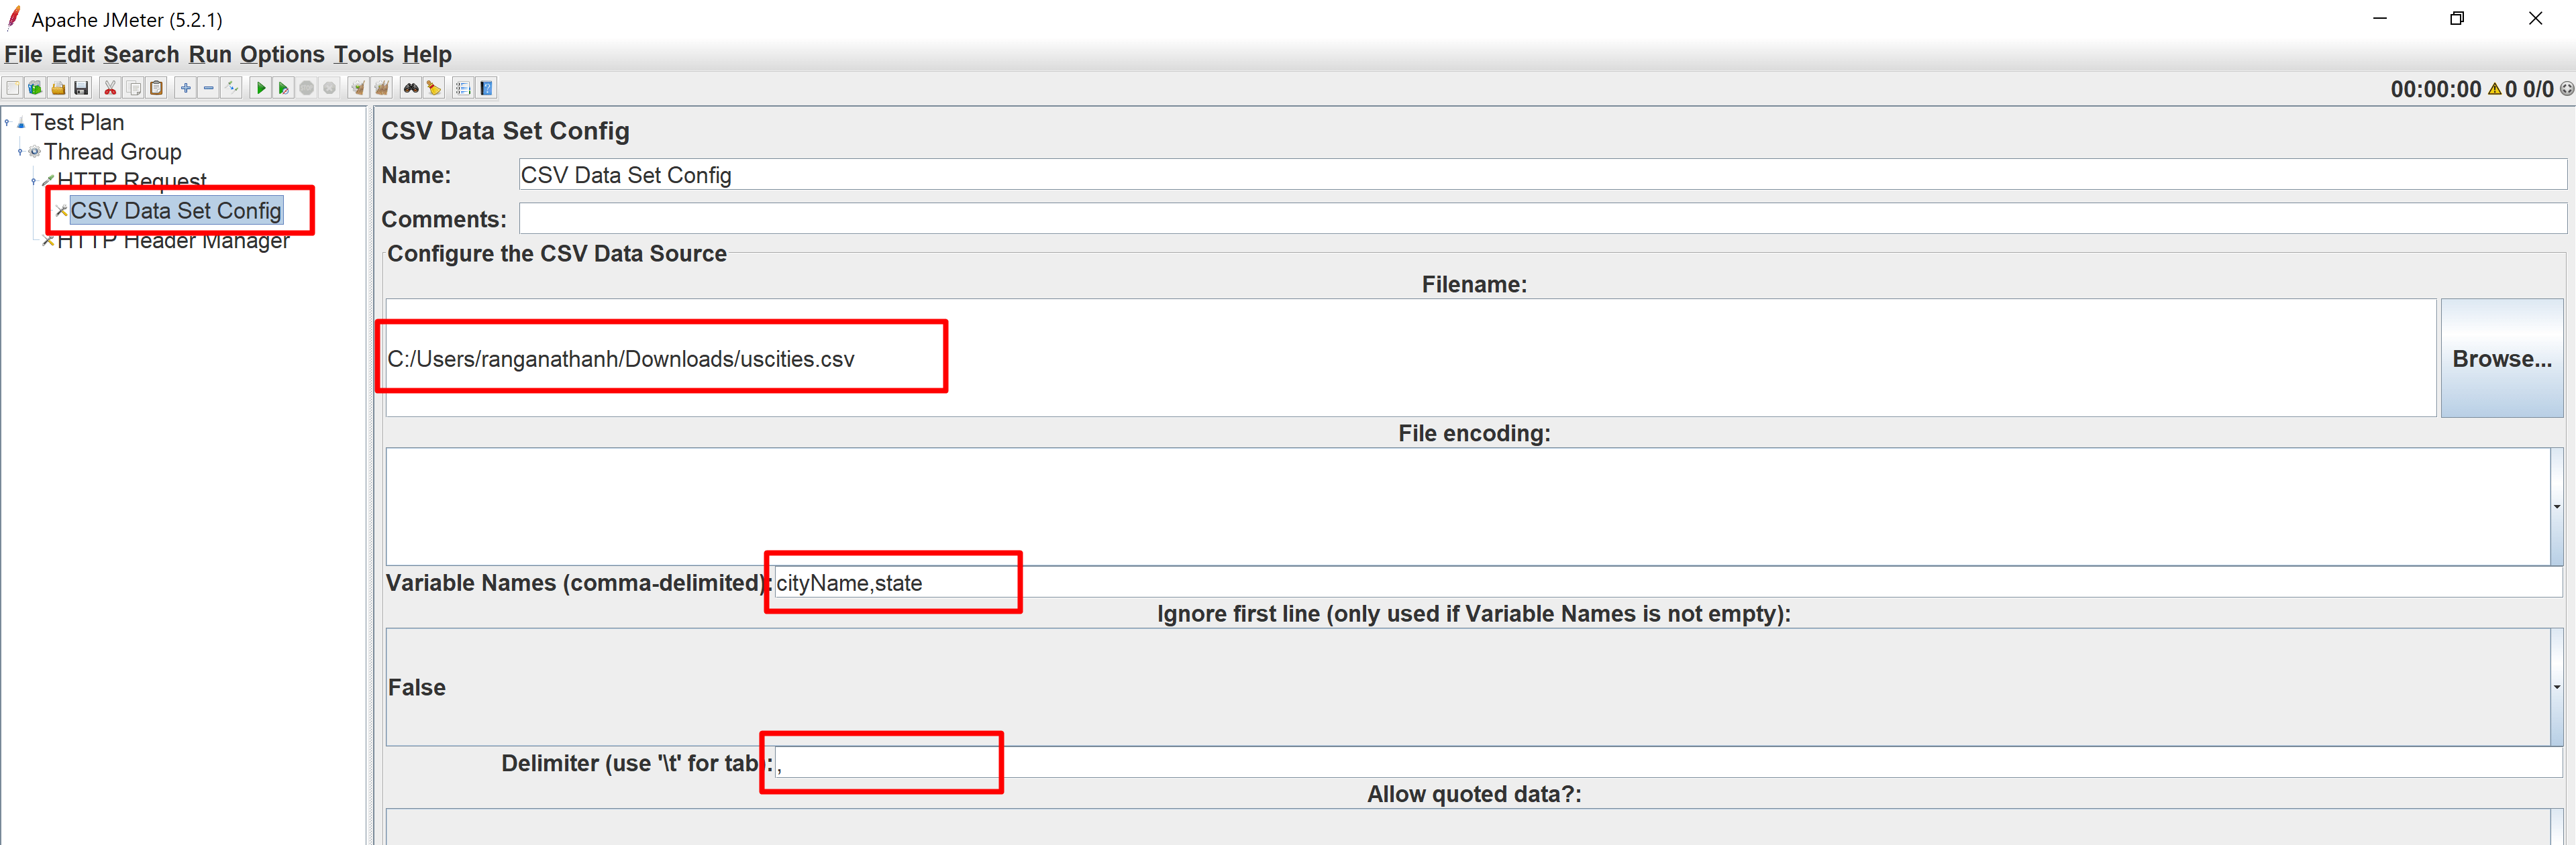 Apache JMeter (5.2.1)
File Edit Search Run Options Tools Help
00:00:00 0 0/0
Test Plan
Thread Group
HTTP Request
CSV Data Set Config
HTTP Header Manager
CSV Data Set Config
Name: CSV Data Set Config
Comments:
Configure the CSV Data Source
Filename:
C:/Users/ranganathanh/Downloads/uscities.csv
Browse...
File encoding:
Variable Names (comma-delimited): cityName,state
Ignore first line (only used if Variable Names is not empty):
False
Delimiter (use '\t' for tab): ,
Allow quoted data?: